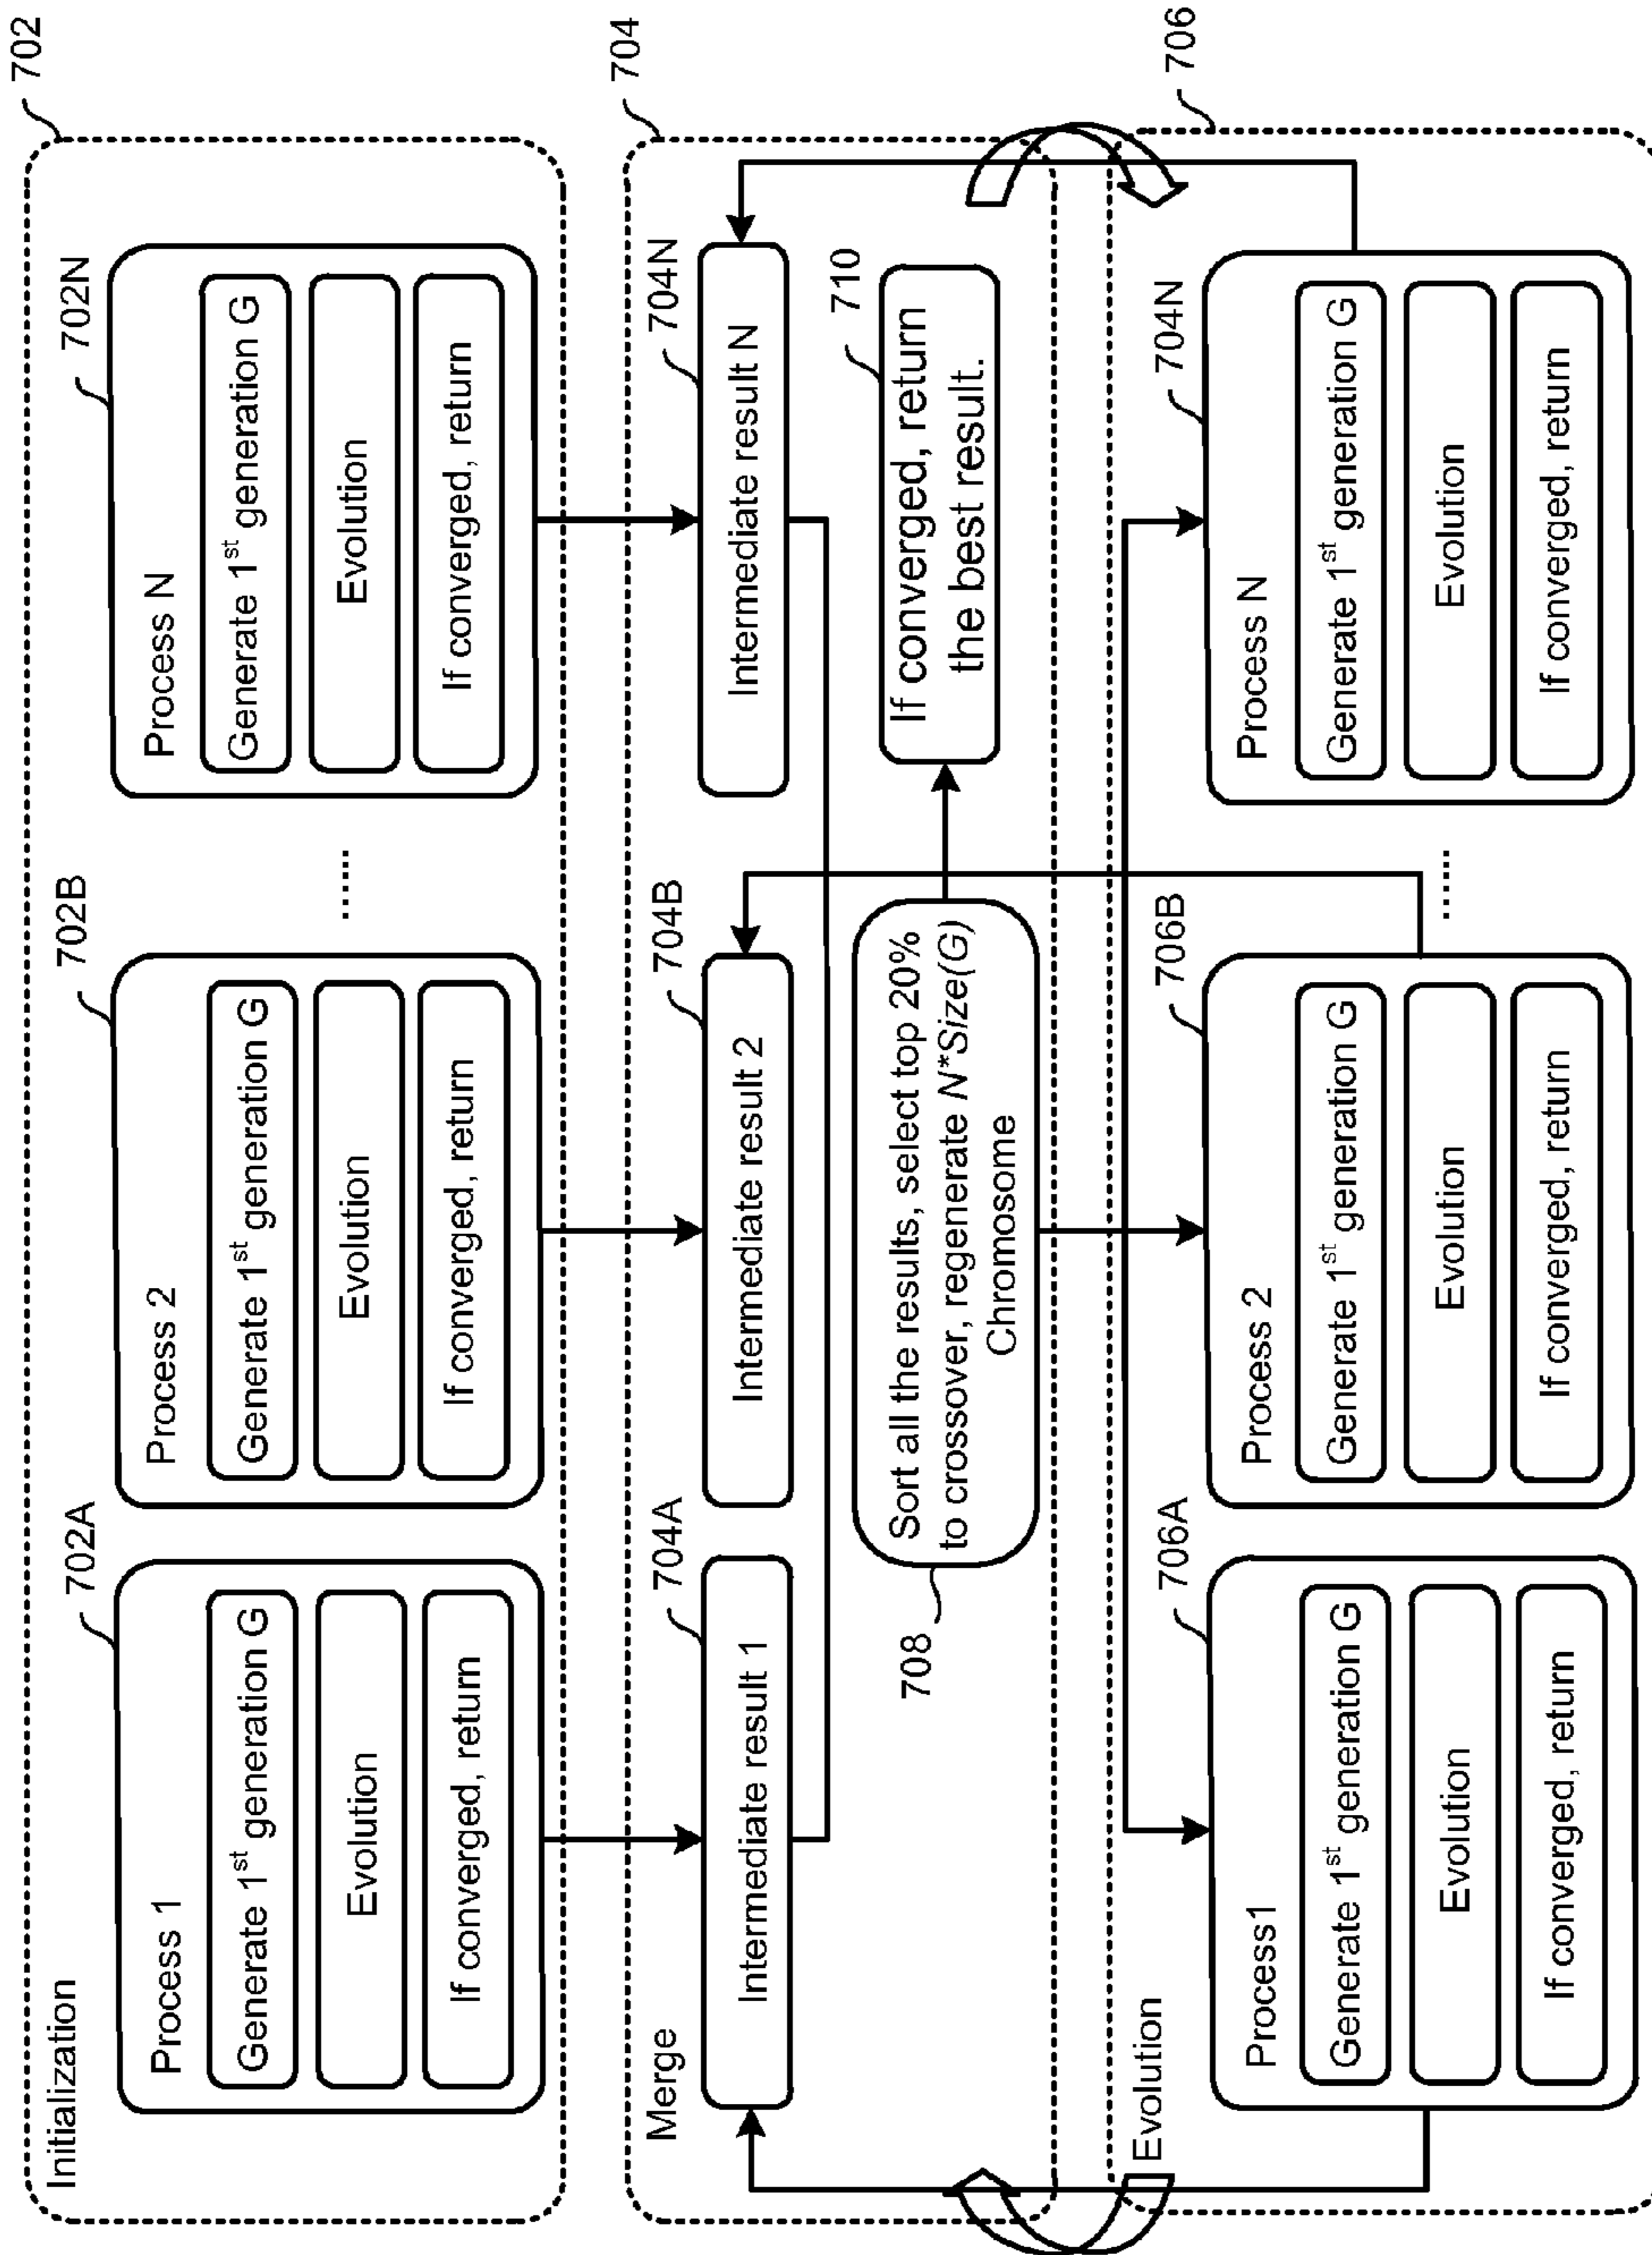 702
Initialization
702A
Process 1
Generate 1st generation G
Evolution
If converged, return
702B
Process 2
Generate 1st generation G
Evolution
If converged, return
......
702N
Process N
Generate 1st generation G
Evolution
If converged, return
704
Merge
704A
Intermediate result 1
704B
Intermediate result 2
704N
Intermediate result N
708
Sort all the results, select top 20%
to crossover, regenerate N*Size(G)
Chromosome
710
If converged, return
the best result.
706
Evolution
706A
Process1
Generate 1st generation G
Evolution
If converged, return
706B
Process 2
Generate 1st generation G
Evolution
If converged, return
......
704N
Process N
Generate 1st generation G
Evolution
If converged, return